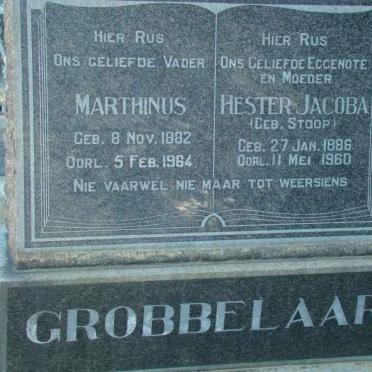 Hier Rus
Ons geliefde Vader
Marthinus
Geb. 8 Nov. 1882
Oorl. 5 Feb. 1964
Hier Rus
Ons Geliefde Eggenote
en Moeder
Hester Jacoba
(Geb. Stoop)
Geb. 27 Jan. 1886
Oorl. 11 Mei 1960
Nie vaarwel nie maar tot weersiens
GROBBELAAR